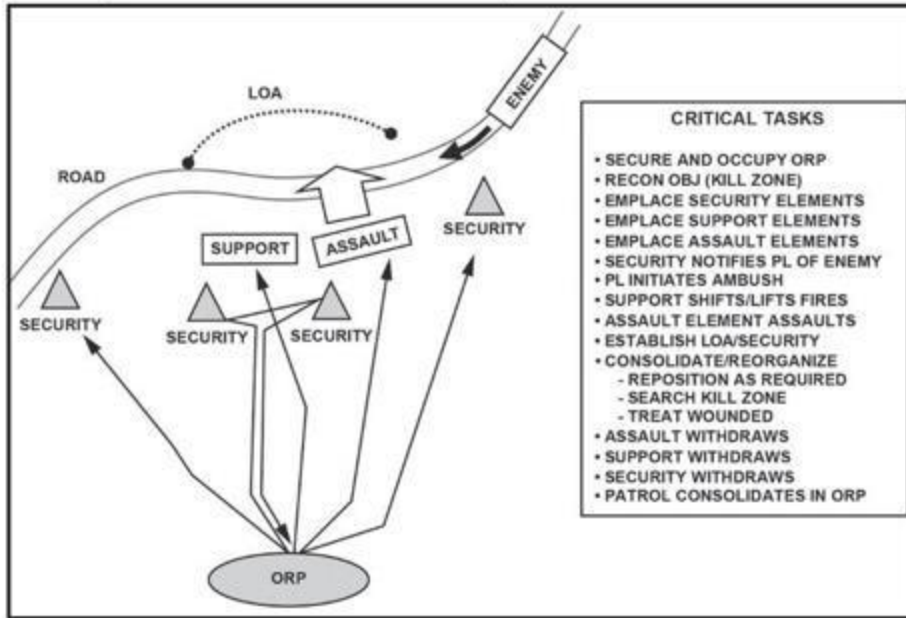 ENEMY
LOA
ROAD
SECURITY
SUPPORT
ASSAULT
SECURITY
SECURITY
SECURITY
ORP
CRITICAL TASKS
• SECURE AND OCCUPY ORP
• RECON OBJ (KILL ZONE)
• EMPLACE SECURITY ELEMENTS
• EMPLACE SUPPORT ELEMENTS
• EMPLACE ASSAULT ELEMENTS
• SECURITY NOTIFIES PL OF ENEMY
• PL INITIATES AMBUSH
• SUPPORT SHIFTS/LIFTS FIRES
• ASSAULT ELEMENT ASSAULTS
• ESTABLISH LOA/SECURITY
• CONSOLIDATE/REORGANIZE
- REPOSITION AS REQUIRED
- SEARCH KILL ZONE
- TREAT WOUNDED
• ASSAULT WITHDRAWS
• SUPPORT WITHDRAWS
• SECURITY WITHDRAWS
• PATROL CONSOLIDATES IN ORP